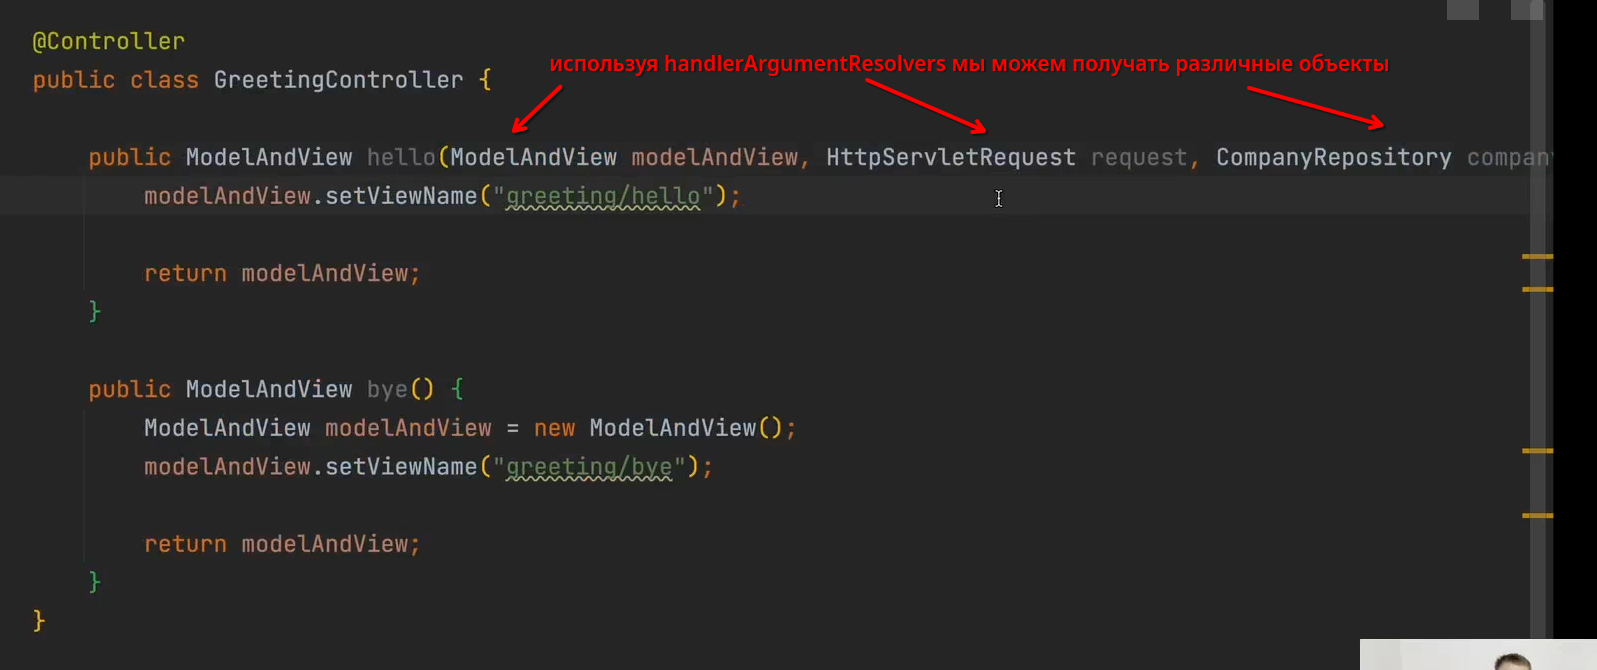 @Controller
используя handlerArgumentResolvers мы можем получать различные объекты
public class GreetingController {
public ModelAndView hello(ModelAndView modelAndView, HttpServletRequest request, CompanyRepository company
modelAndView.setViewName("greeting/hello");
return modelAndView;
}
public ModelAndView bye() {
ModelAndView modelAndView = new ModelAndView();
modelAndView.setViewName("greeting/bye");
return modelAndView;
}
}